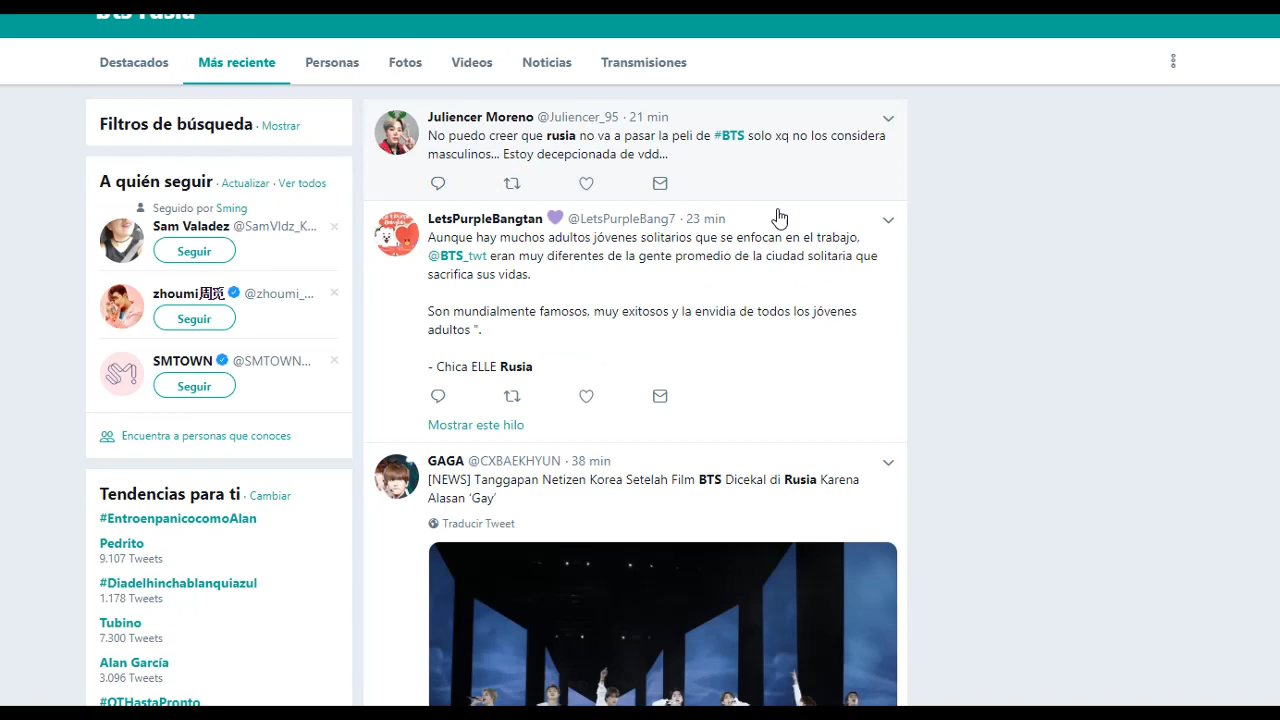 bts rusia
Destacados
Más reciente
Personas
Fotos
Videos
Noticias
Transmisiones
Filtros de búsqueda · Mostrar
A quién seguir · Actualizar · Ver todos
Seguido por Sming
Sam Valadez @SamVldz_K...
Seguir
zhoumi周觅 @zhoumi_...
Seguir
SMTOWN @SMTOWN...
Seguir
Encuentra a personas que conoces
Tendencias para ti · Cambiar
#EntroenpanicocomoAlan
Pedrito
9.107 Tweets
#Diadelhinchablanquiazul
1.178 Tweets
Tubino
7.300 Tweets
Alan García
3.096 Tweets
#OTHastaPronto
Juliencer Moreno @Juliencer_95 · 21 min
No puedo creer que rusia no va a pasar la peli de #BTS solo xq no los considera
masculinos... Estoy decepcionada de vdd...
LetsPurpleBangtan 💜 @LetsPurpleBang7 · 23 min
Aunque hay muchos adultos jóvenes solitarios que se enfocan en el trabajo,
@BTS_twt eran muy diferentes de la gente promedio de la ciudad solitaria que
sacrifica sus vidas.
Son mundialmente famosos, muy exitosos y la envidia de todos los jóvenes
adultos ".
- Chica ELLE Rusia
Mostrar este hilo
GAGA @CXBAEKHYUN · 38 min
[NEWS] Tanggapan Netizen Korea Setelah Film BTS Dicekal di Rusia Karena
Alasan ‘Gay’
Traducir Tweet